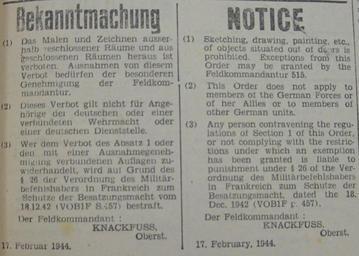 Bekanntmachung
(1) Das Malen und Zeichnen ausser-
halb geschlossener Räume und aus
geschlossenen Räumen heraus ist
verboten. Ausnahmen von diesem
Verbot bedürfen der besonderen
Genehmigung der Feldkom-
mandantur.
(2) Dieses Verbot gilt nicht für Ange-
hörige der deutschen oder einer
verbündeten Wehrmacht oder
einer deutschen Dienststelle.
(3) Wer dem Verbot des Absatz 1 oder
den mit einer Ausnahmegeneh-
migung verbundenen Auflagen zu-
widerhandelt, wird auf Grund des
§ 26 der Verordnung des Militär-
befehlshabers in Frankreich zum
Schutze der Besatzungsmacht vom
18.12.42 (VOBIF S.457) bestraft.
Der Feldkommandant :
KNACKFUSS,
Oberst.
17. Februar 1944.
NOTICE
(1) Sketching, drawing, painting, etc.,
of objects situated out of doors is
prohibited. Exceptions from this
Order may be granted by the
Feldkommandantur 515.
(2) This Order does not apply to
members of the German Forces or
of her Allies or to members of
other German units.
(3) Any person contravening the regu-
lations of Section 1 of this Order,
or not complying with the restric-
tions under which an exemption
has been granted is liable to
punishment under § 26 of the Ver-
ordnung des Militärbefehlshabers in
Frankreich zum Schutze der
Besatzungsmacht, dated the 18.
Dec. 1942 (VOBIF p. 457).
Der Feldkommandant :
KNACKFUSS,
Oberst.
17. February, 1944.